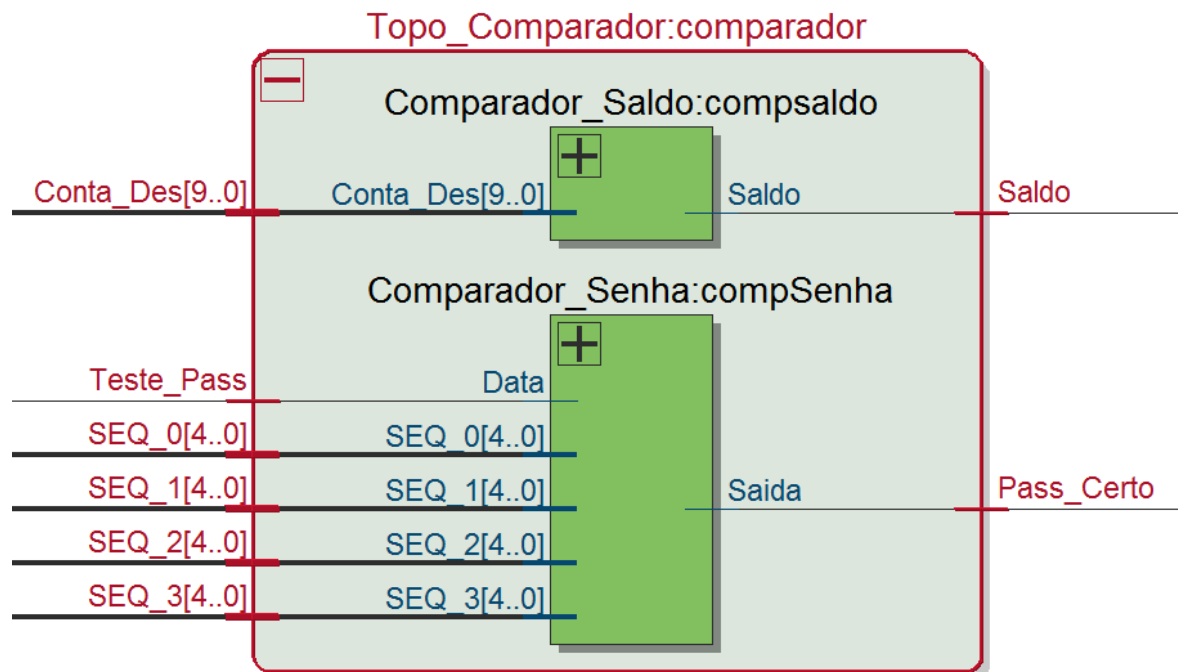 Topo_Comparador:comparador
Comparador_Saldo:compsaldo
Conta_Des[9..0] Conta_Des[9..0] Saldo Saldo
Comparador_Senha:compSenha
Teste_Pass Data
SEQ_0[4..0] SEQ_0[4..0]
SEQ_1[4..0] SEQ_1[4..0] Saida Pass_Certo
SEQ_2[4..0] SEQ_2[4..0]
SEQ_3[4..0] SEQ_3[4..0]